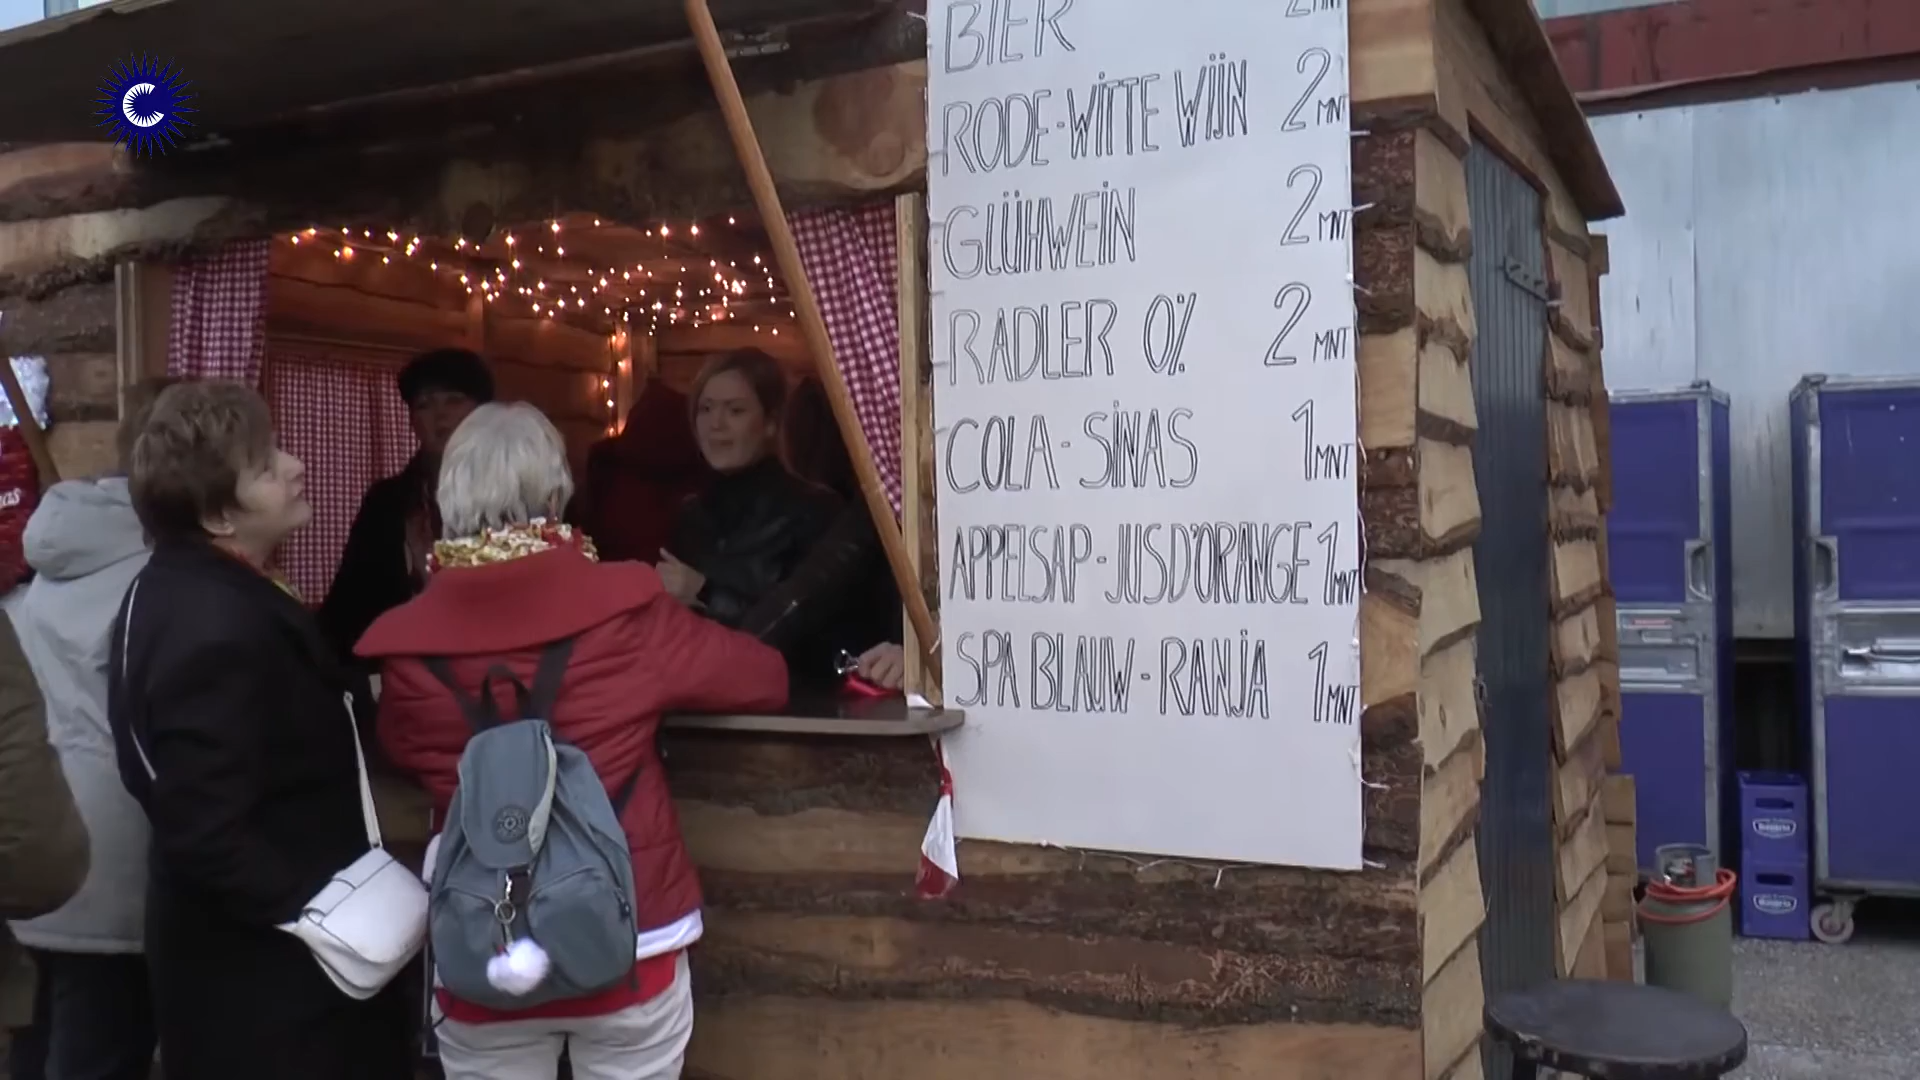 BIER 2MNT
RODE-WITTE WIJN 2MNT
GLÜHWEIN 2MNT
RADLER 0% 2MNT
COLA-SINAS 1MNT
APPELSAP-JUS D'ORANGE 1MNT
SPA BLAUW-RANJA 1MNT
C